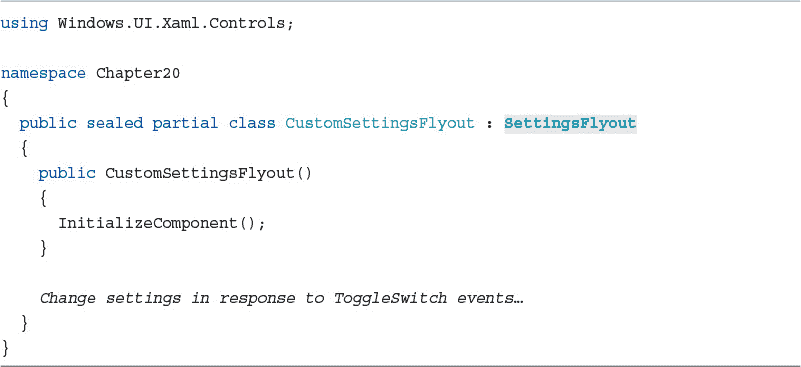 using Windows.UI.Xaml.Controls;
namespace Chapter20
{
  public sealed partial class CustomSettingsFlyout : SettingsFlyout
  {
    public CustomSettingsFlyout()
    {
      InitializeComponent();
    }
    Change settings in response to ToggleSwitch events…
  }
}